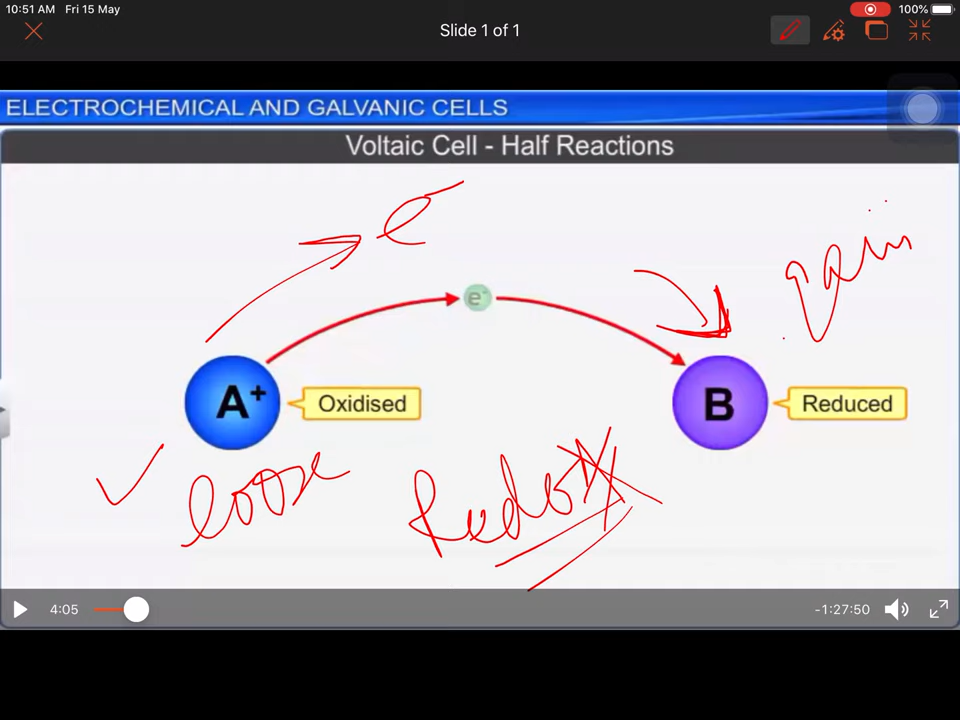 10:51 AM Fri 15 May
100%
Slide 1 of 1
ELECTROCHEMICAL AND GALVANIC CELLS
Voltaic Cell - Half Reactions
e⁻
gain
e⁻
A⁺
Oxidised
B
Reduced
loose
Redox
4:05
-1:27:50